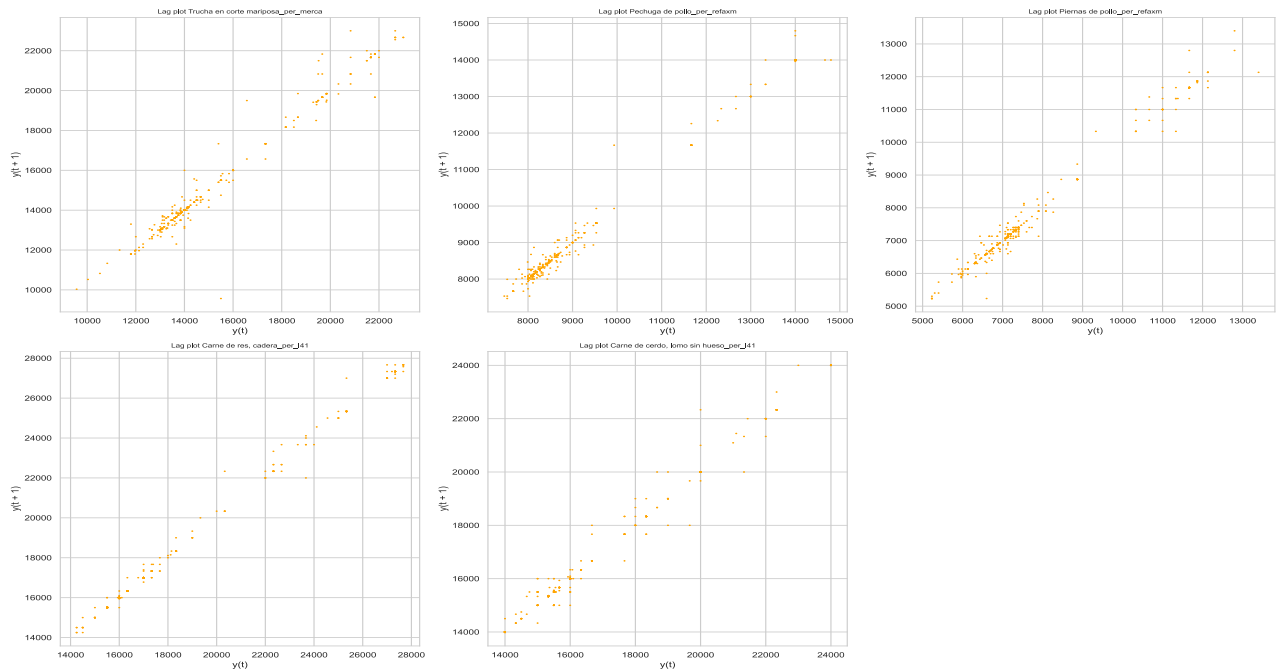 Lag plot Trucha en corte mariposa_per_merca
22000
20000
18000
16000
14000
12000
10000
y(t + 1)
10000 12000 14000 16000 18000 20000 22000
y(t)
Lag plot Pechuga de pollo_per_refaxm
15000
14000
13000
12000
11000
10000
9000
8000
y(t + 1)
8000 9000 10000 11000 12000 13000 14000 15000
y(t)
Lag plot Piernas de pollo_per_refaxm
13000
12000
11000
10000
9000
8000
7000
6000
5000
y(t + 1)
5000 6000 7000 8000 9000 10000 11000 12000 13000
y(t)
Lag plot Carne de res, cadera_per_l41
28000
26000
24000
22000
20000
18000
16000
14000
y(t + 1)
14000 16000 18000 20000 22000 24000 26000 28000
y(t)
Lag plot Carne de cerdo, lomo sin hueso_per_l41
24000
22000
20000
18000
16000
14000
y(t + 1)
14000 16000 18000 20000 22000 24000
y(t)